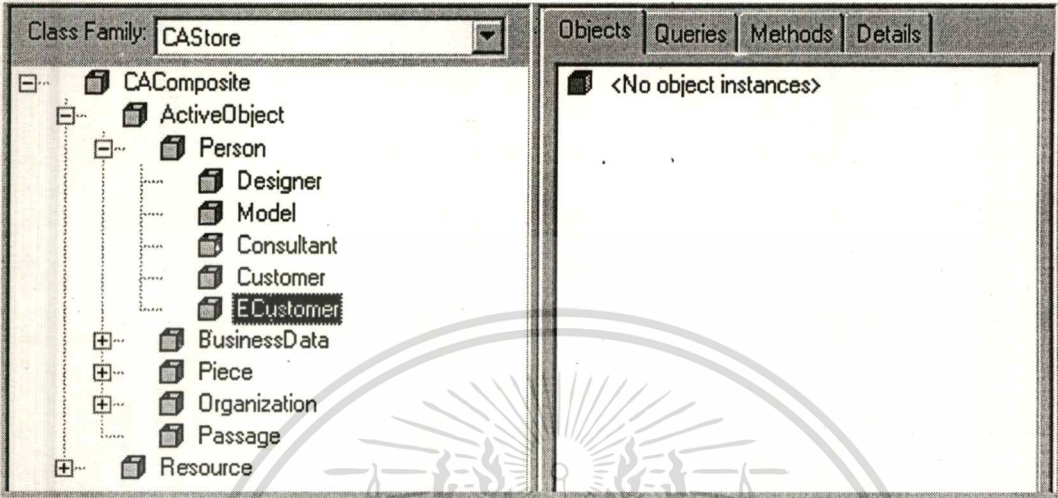 Class Family: CAStore
CAComposite
ActiveObject
Person
Designer
Model
Consultant
Customer
ECustomer
BusinessData
Piece
Organization
Passage
Resource
Objects Queries Methods Details
<No object instances>